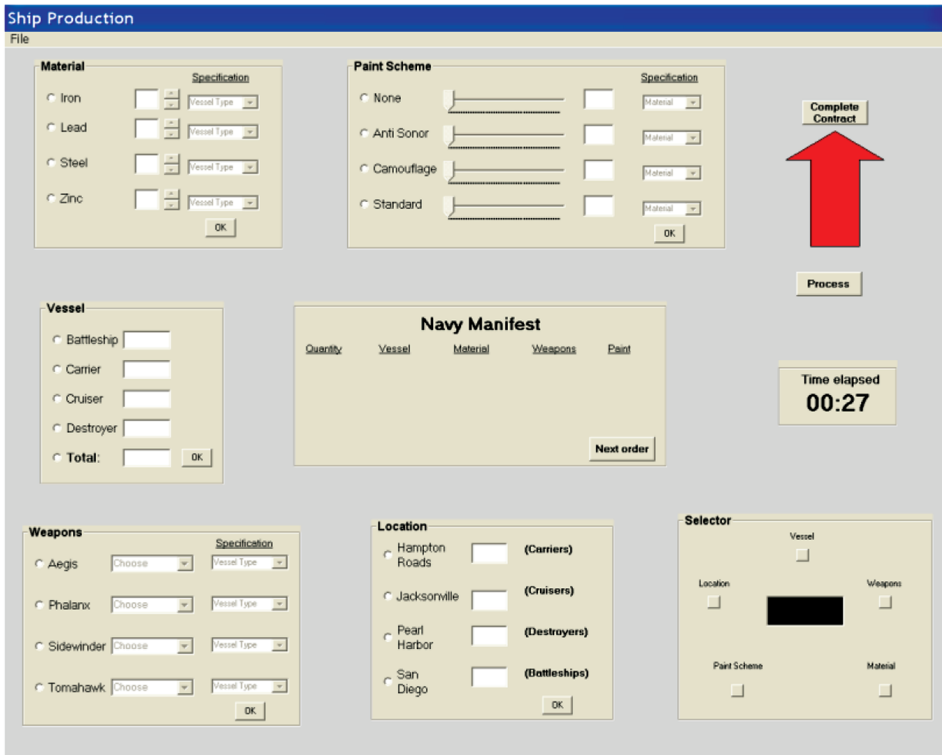 Ship Production
File
Material
Specification
Iron
Vessel Type
Lead
Vessel Type
Steel
Vessel Type
Zinc
Vessel Type
OK
Paint Scheme
Specification
None
Material
Anti Sonor
Material
Camouflage
Material
Standard
Material
OK
Complete
Contract
Process
Vessel
Battleship
Carrier
Cruiser
Destroyer
Total:
OK
Navy Manifest
Quantity Vessel Material Weapons Paint
Next order
Time elapsed
00:27
Weapons
Specification
Aegis Choose Vessel Type
Phalanx Choose Vessel Type
Sidewinder Choose Vessel Type
Tomahawk Choose Vessel Type
OK
Location
Hampton
Roads
(Carriers)
Jacksonville
(Cruisers)
Pearl
Harbor
(Destroyers)
San
Diego
(Battleships)
OK
Selector
Vessel
Location
Weapons
Paint Scheme
Material